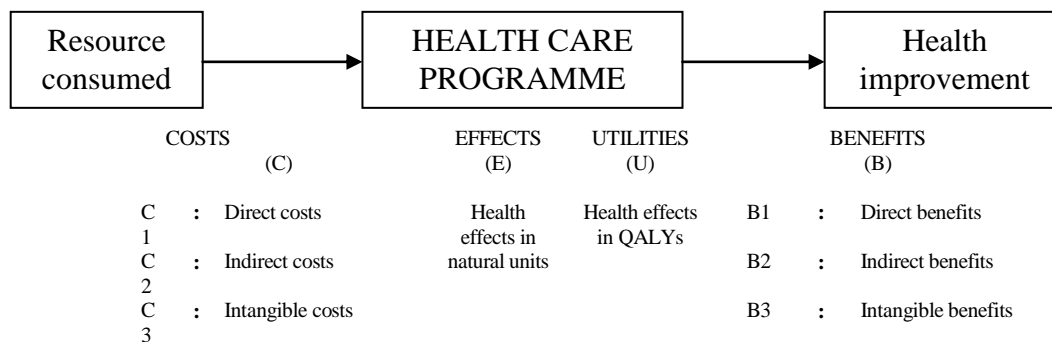 Resource
consumed
HEALTH CARE
PROGRAMME
Health
improvement
COSTS
(C)
EFFECTS
(E)
UTILITIES
(U)
BENEFITS
(B)
C
1
: Direct costs
C
2
: Indirect costs
C
3
: Intangible costs
Health
effects in
natural units
Health effects
in QALYs
B1 : Direct benefits
B2 : Indirect benefits
B3 : Intangible benefits